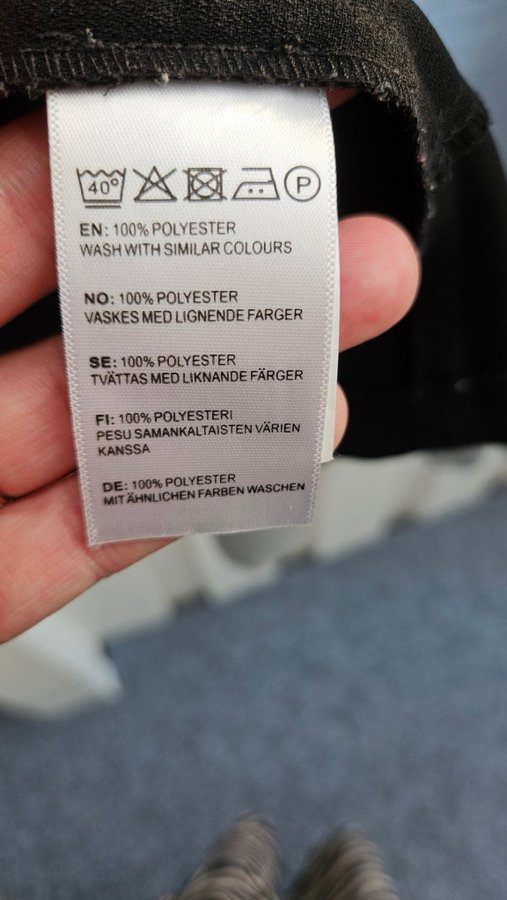 40°
P
EN: 100% POLYESTER
WASH WITH SIMILAR COLOURS
NO: 100% POLYESTER
VASKES MED LIGNENDE FARGER
SE: 100% POLYESTER
TVÄTTAS MED LIKNANDE FÄRGER
FI: 100% POLYESTERI
PESU SAMANKALTAISTEN VÄRIEN
KANSSA
DE: 100% POLYESTER
MIT ÄHNLICHEN FARBEN WASCHEN